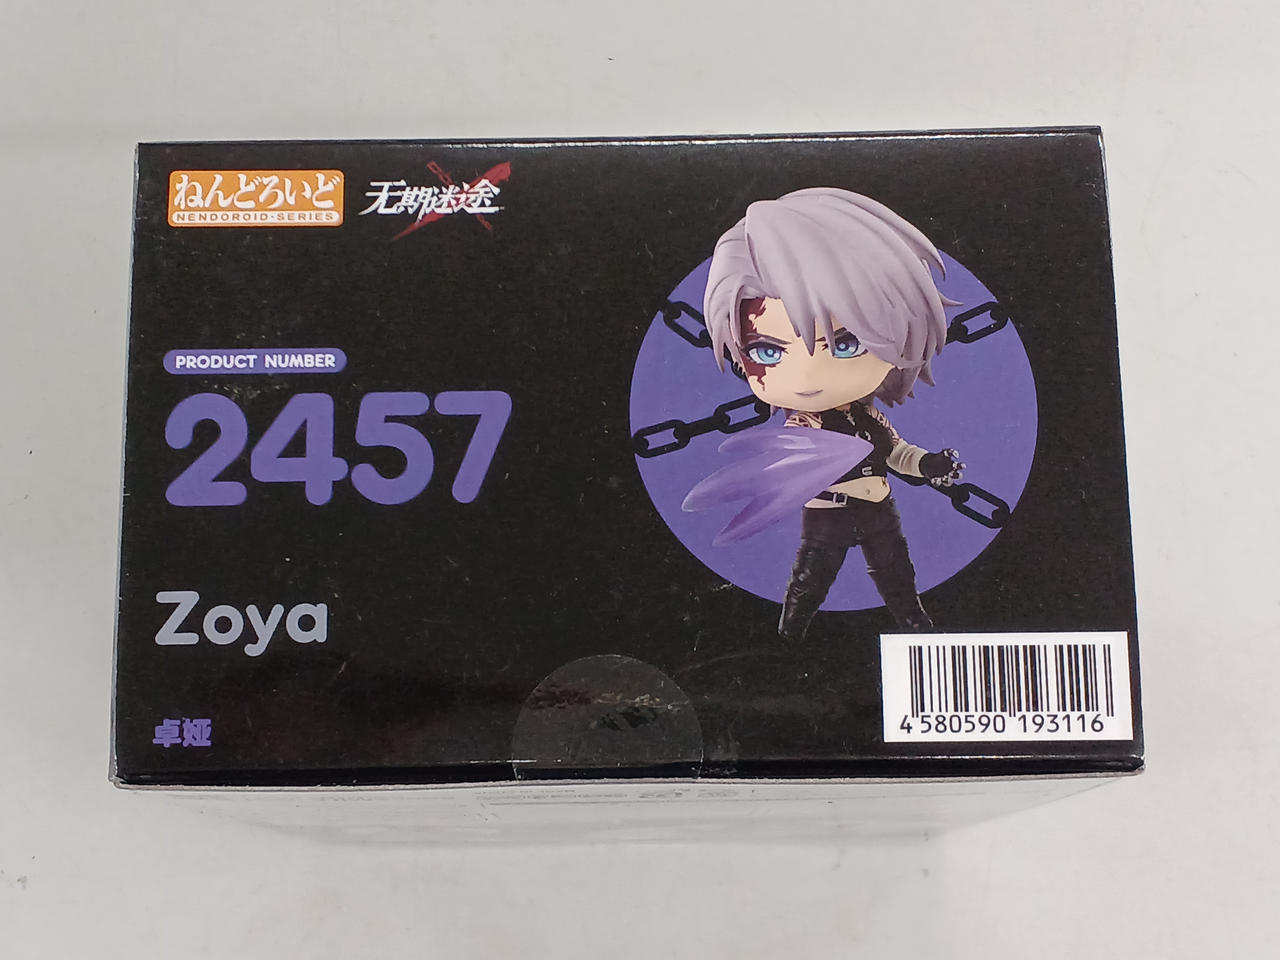 ねんどろいど
NENDOROID·SERIES
无期迷途
PRODUCT NUMBER
2457
Zoya
卓娅
4 580590 193116